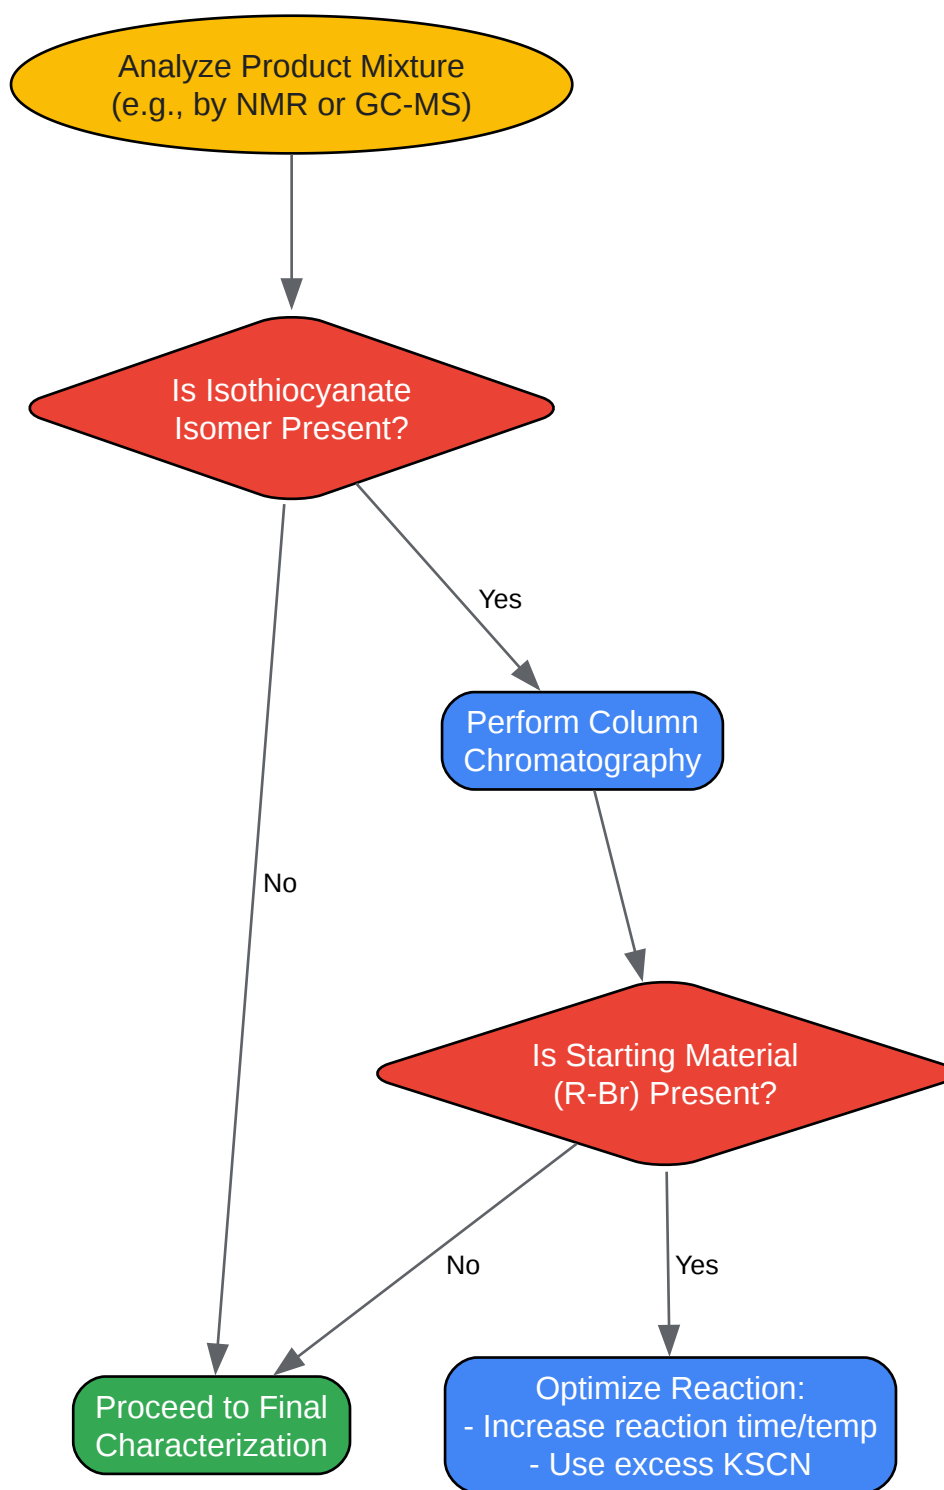 Analyze Product Mixture
(e.g., by NMR or GC-MS)
Is Isothiocyanate
Isomer Present?
Yes
Perform Column
Chromatography
No
Is Starting Material
(R-Br) Present?
No
Yes
Proceed to Final
Characterization
Optimize Reaction:
- Increase reaction time/temp
- Use excess KSCN